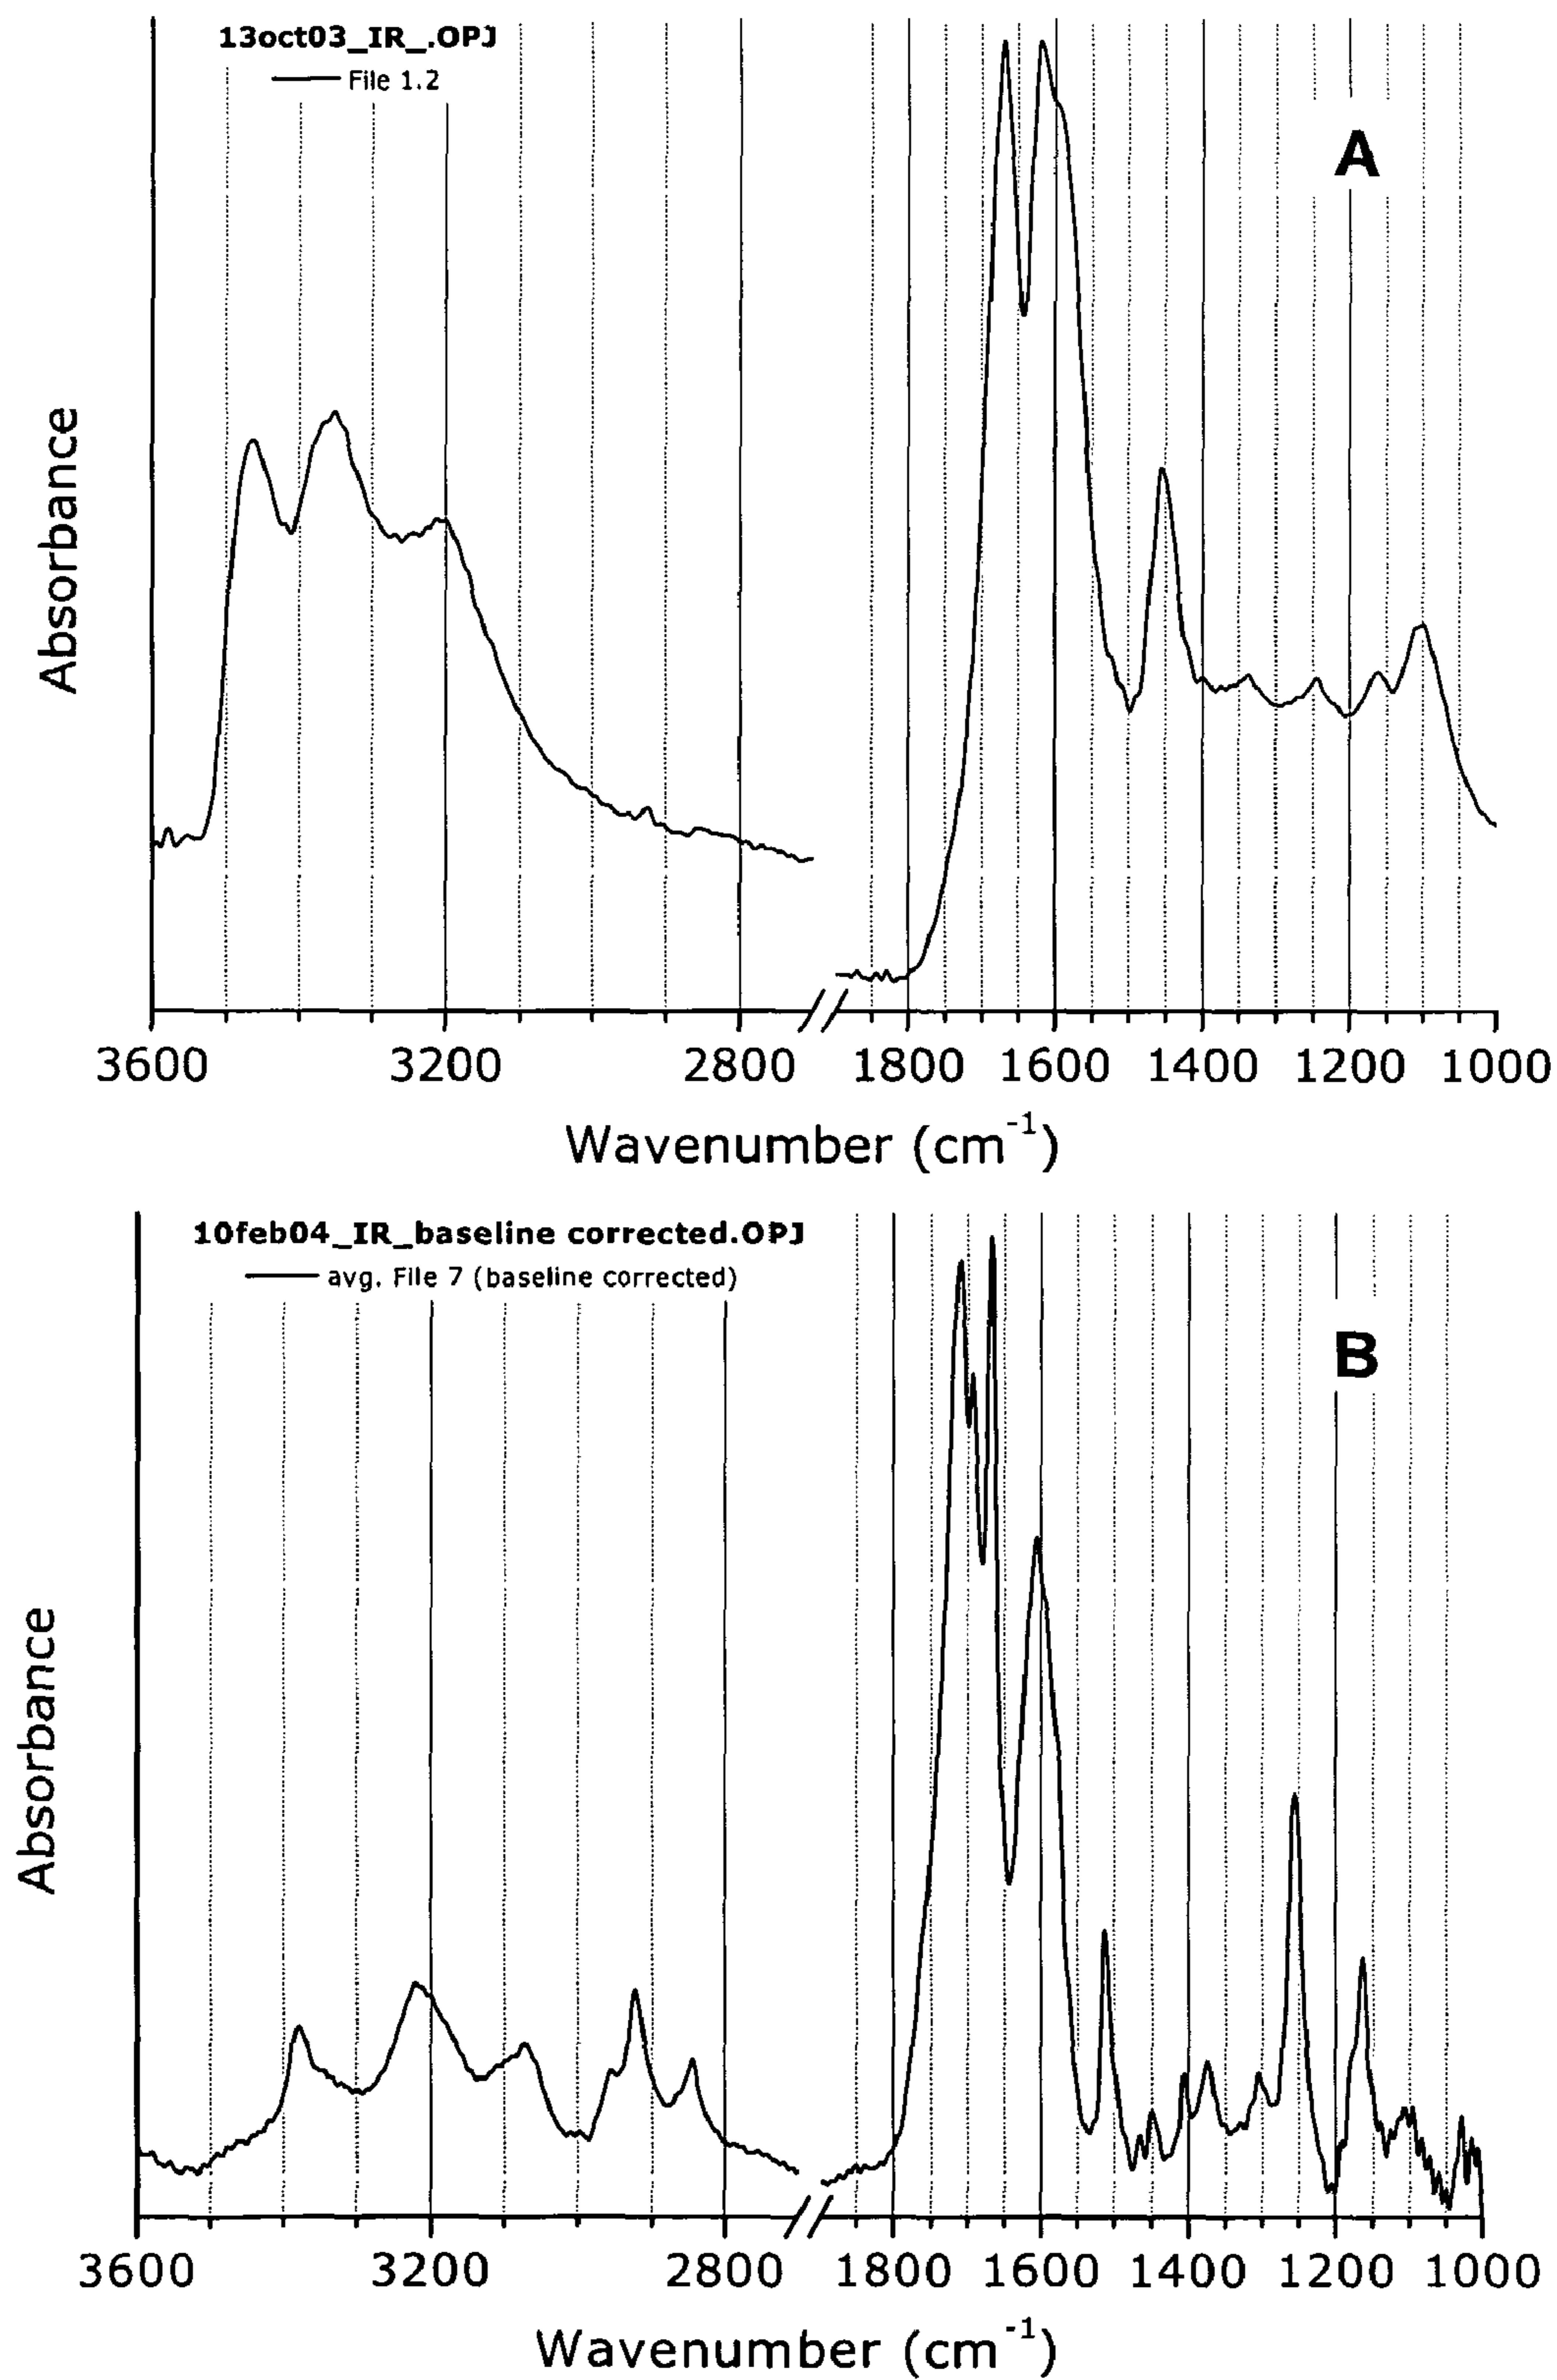 13oct03_IR_.OPJ
File 1.2
A
Absorbance
3600 3200 2800 1800 1600 1400 1200 1000
Wavenumber (cm⁻¹)
10feb04_IR_baseline corrected.OPJ
avg. File 7 (baseline corrected)
B
Absorbance
3600 3200 2800 1800 1600 1400 1200 1000
Wavenumber (cm⁻¹)